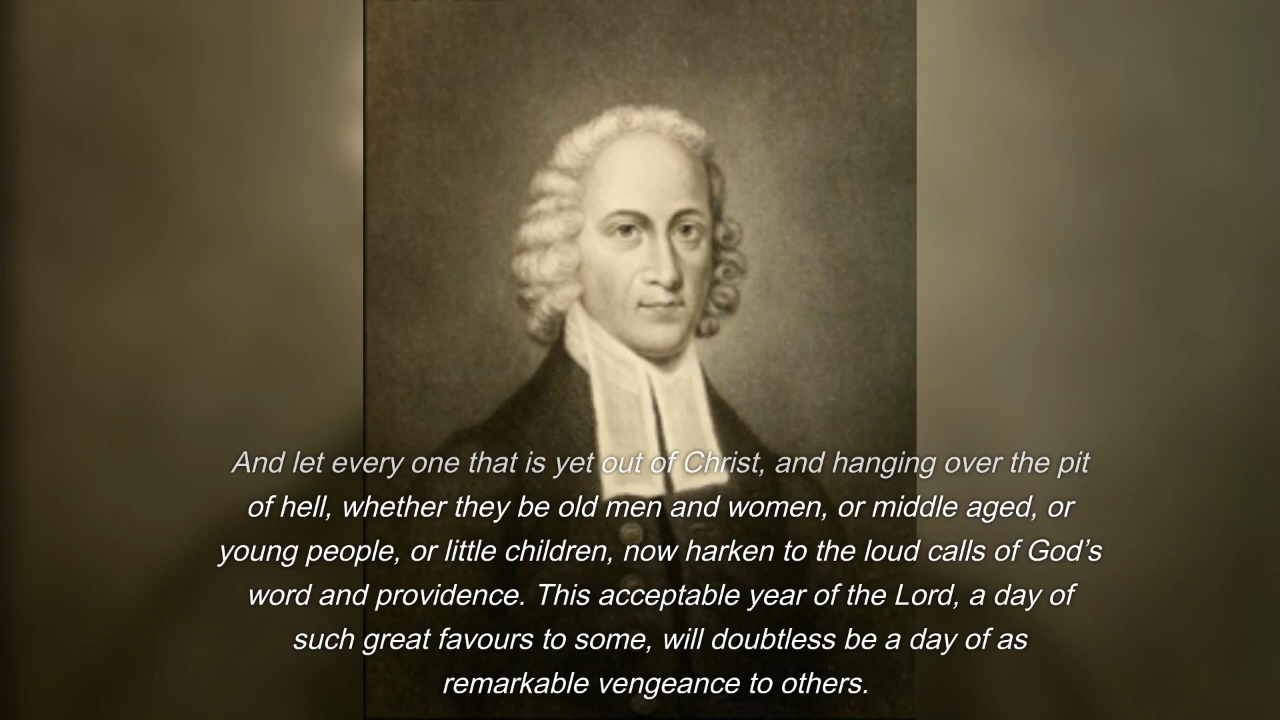 And let every one that is yet out of Christ, and hanging over the pit
of hell, whether they be old men and women, or middle aged, or
young people, or little children, now harken to the loud calls of God’s
word and providence. This acceptable year of the Lord, a day of
such great favours to some, will doubtless be a day of as
remarkable vengeance to others.